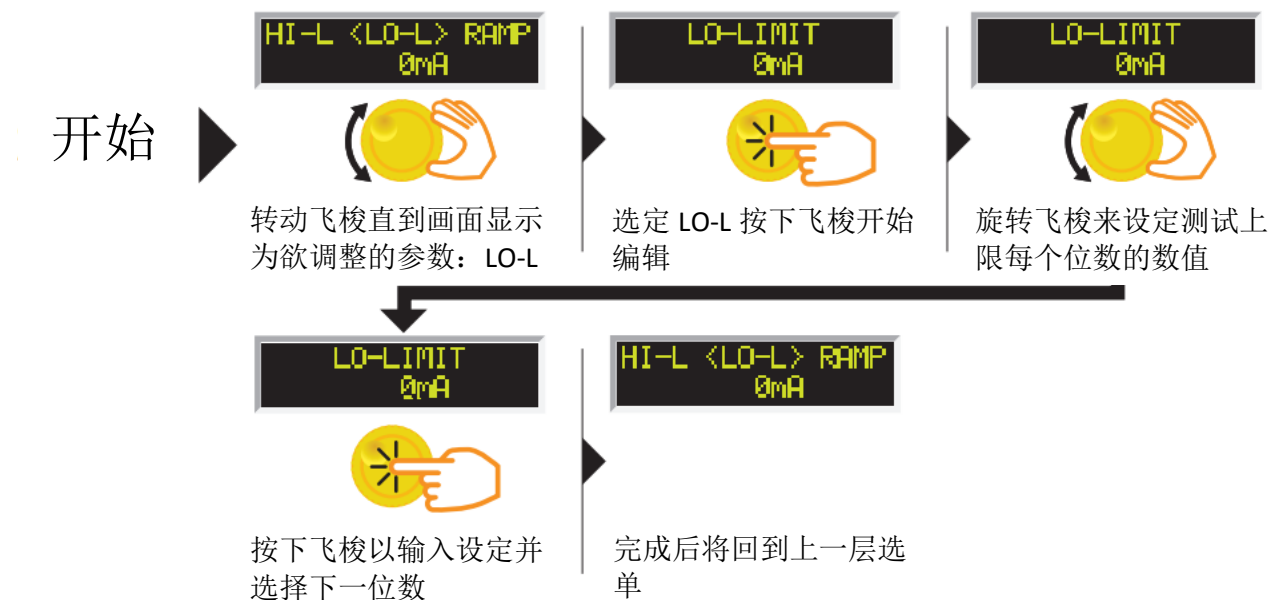 HI-L <LO-L> RAMP
0mA
LO-LIMIT
0mA
LO-LIMIT
0mA
开始
转动飞梭直到画面显示
为欲调整的参数：LO-L
选定 LO-L 按下飞梭开始
编辑
旋转飞梭来设定测试上
限每个位数的数值
LO-LIMIT
0mA
HI-L <LO-L> RAMP
0mA
按下飞梭以输入设定并
选择下一位数
完成后将回到上一层选
单